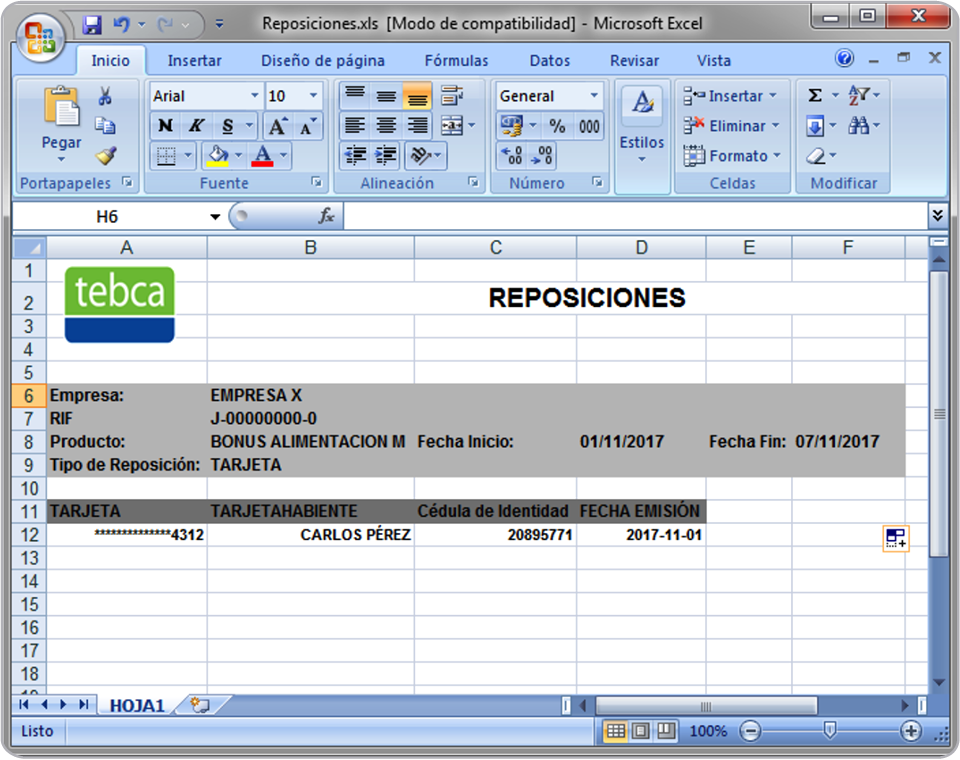 Reposiciones.xls [Modo de compatibilidad] - Microsoft Excel
Inicio Insertar Diseño de página Fórmulas Datos Revisar Vista
Pegar
Portapapeles
Arial 10
N K S
A A
A
Fuente
Alineación
General
% 000
,00 ,0
Número
Estilos
Insertar
Eliminar
Formato
Celdas
Σ
Modificar
H6 fx
A B C D E F
1
tebca
2 REPOSICIONES
3
4
5
6 Empresa: EMPRESA X
7 RIF J-00000000-0
8 Producto: BONUS ALIMENTACION M Fecha Inicio: 01/11/2017 Fecha Fin: 07/11/2017
9 Tipo de Reposición: TARJETA
10
11 TARJETA TARJETAHABIENTE Cédula de Identidad FECHA EMISIÓN
12 **************4312 CARLOS PÉREZ 20895771 2017-11-01
13
14
15
16
17
18
HOJA1
Listo 100%